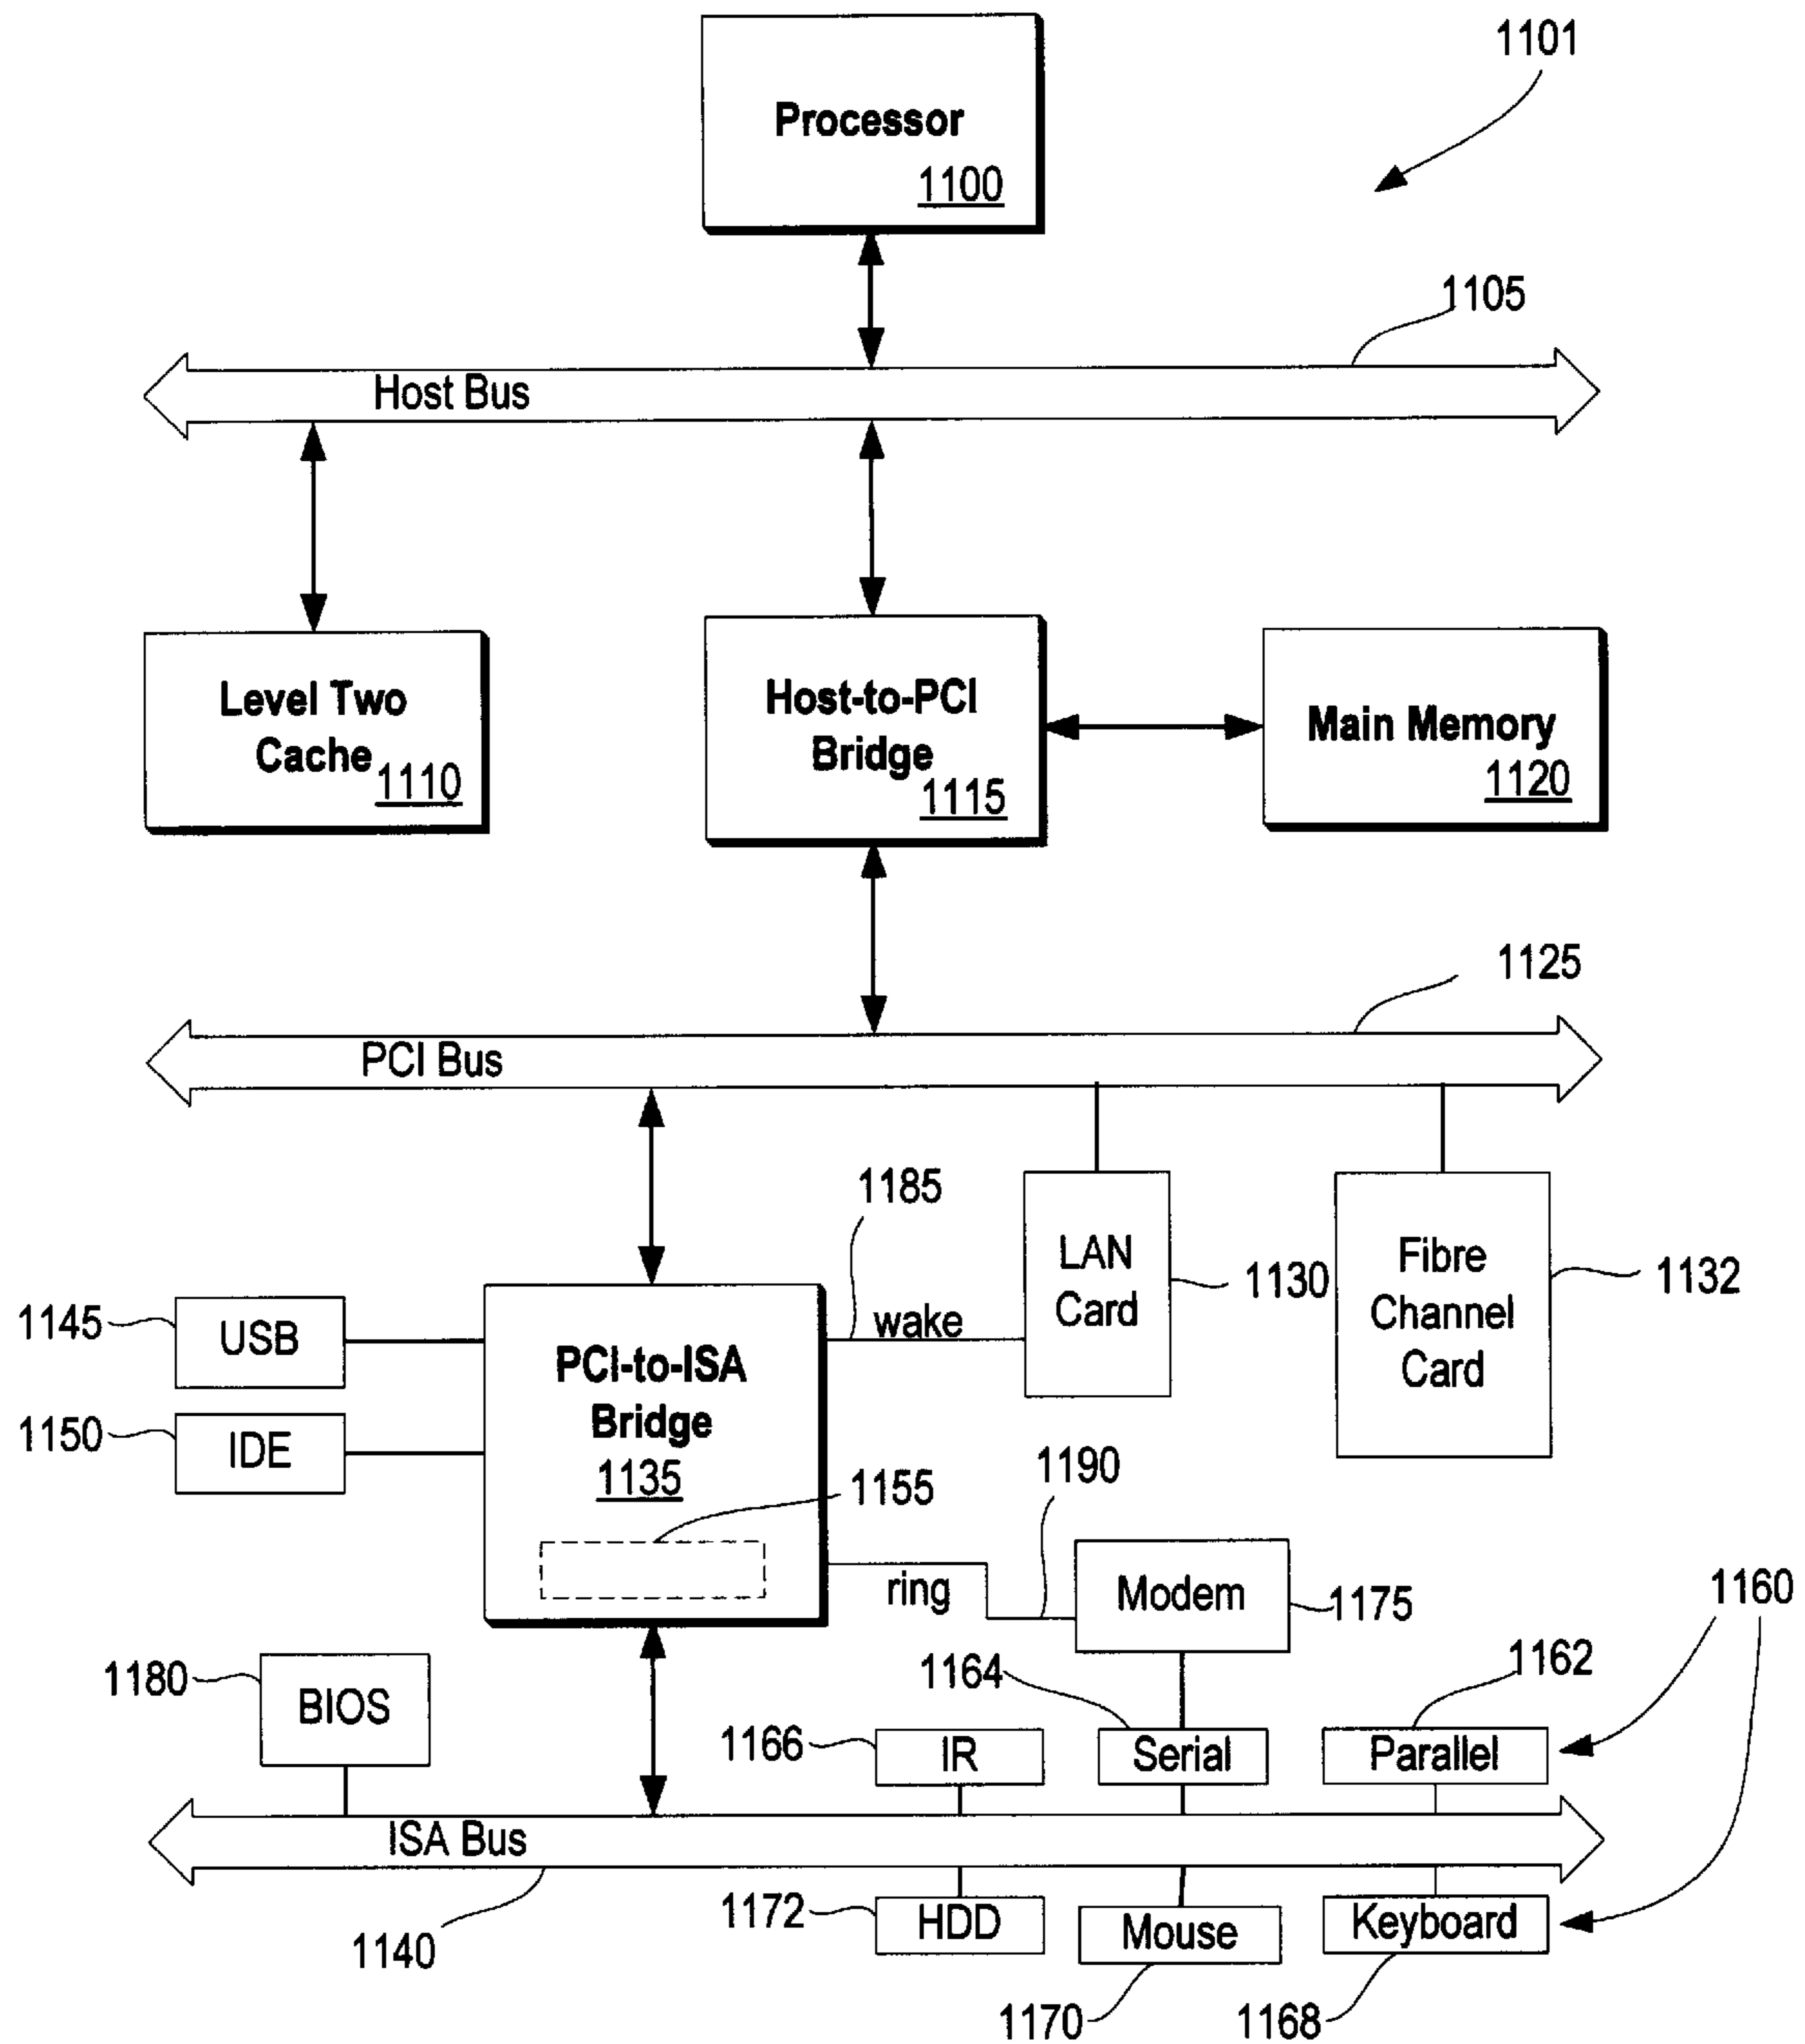 1101
Processor
1100
1105
Host Bus
Level Two
Cache
1110
Host-to-PCI
Bridge
1115
Main Memory
1120
1125
PCI Bus
1185
LAN
Card
1130
Fibre
Channel
Card
1132
1145
USB
wake
PCI-to-ISA
Bridge
1135
1150
IDE
1155
1190
ring
Modem
1175
1160
1180
BIOS
1164
1162
1166
IR
Serial
Parallel
ISA Bus
1140
1172
HDD
Mouse
Keyboard
1170
1168